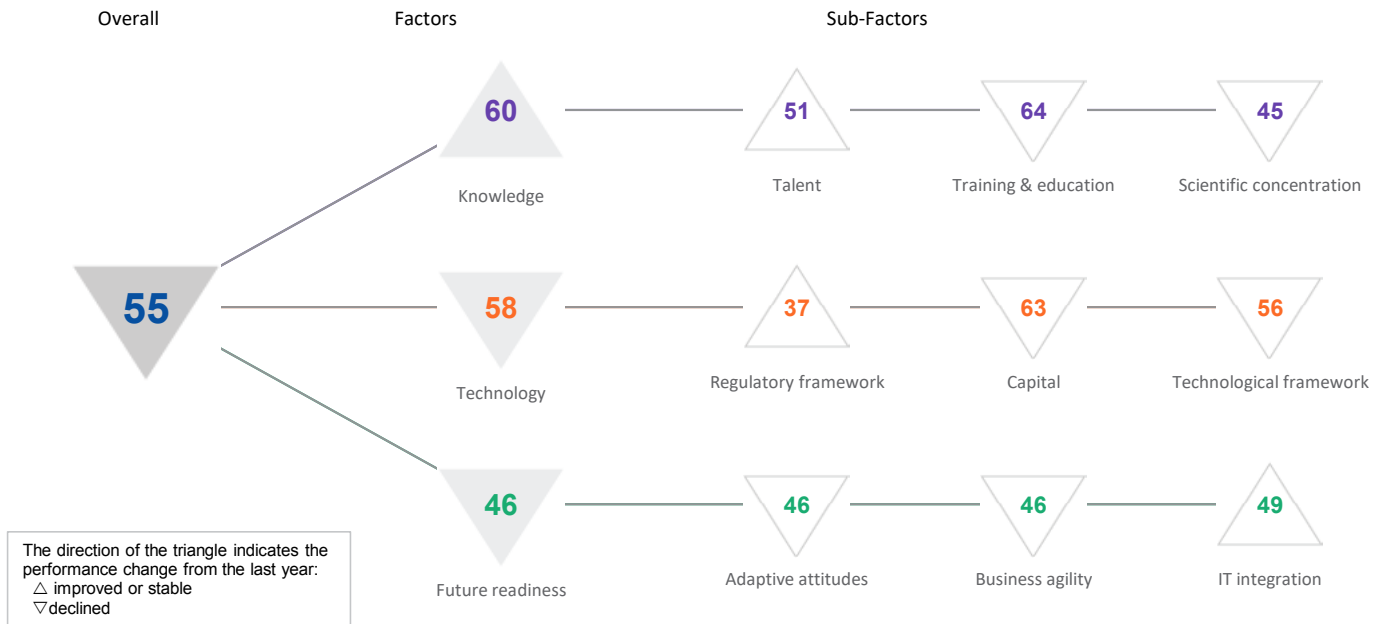 Overall Factors Sub-Factors
60 51 64 45
Knowledge Talent Training & education Scientific concentration
55 58 37 63 56
Technology Regulatory framework Capital Technological framework
46 46 46 49
Future readiness Adaptive attitudes Business agility IT integration
The direction of the triangle indicates the
performance change from the last year:
△ improved or stable
▽declined